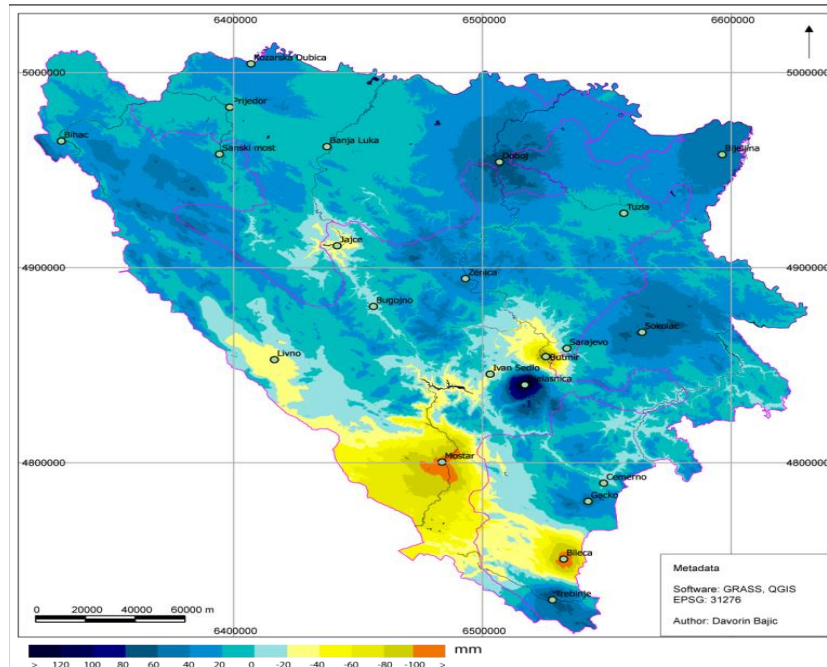 6400000 6500000 6600000
5000000 5000000
Kozarska Dubica
Prijedor
Bihac
Sanski most
Banja Luka
Doboj
Bijeljina
Tuzla
Jajce
4900000 4900000
Zenica
Bugojno
Sokolac
Sarajevo
Butmir
Livno
Ivan Sedlo
4800000 4800000
Mostar
Cemerno
Gacko
Bileca
Trebinje
Metadata
Software: GRASS, QGIS
EPSG: 31276
Author: Davorin Bajic
0 20000 40000 60000 m
6400000 6500000 6600000
mm
> 120 100 80 60 40 20 0 -20 -40 -60 -80 -100 >